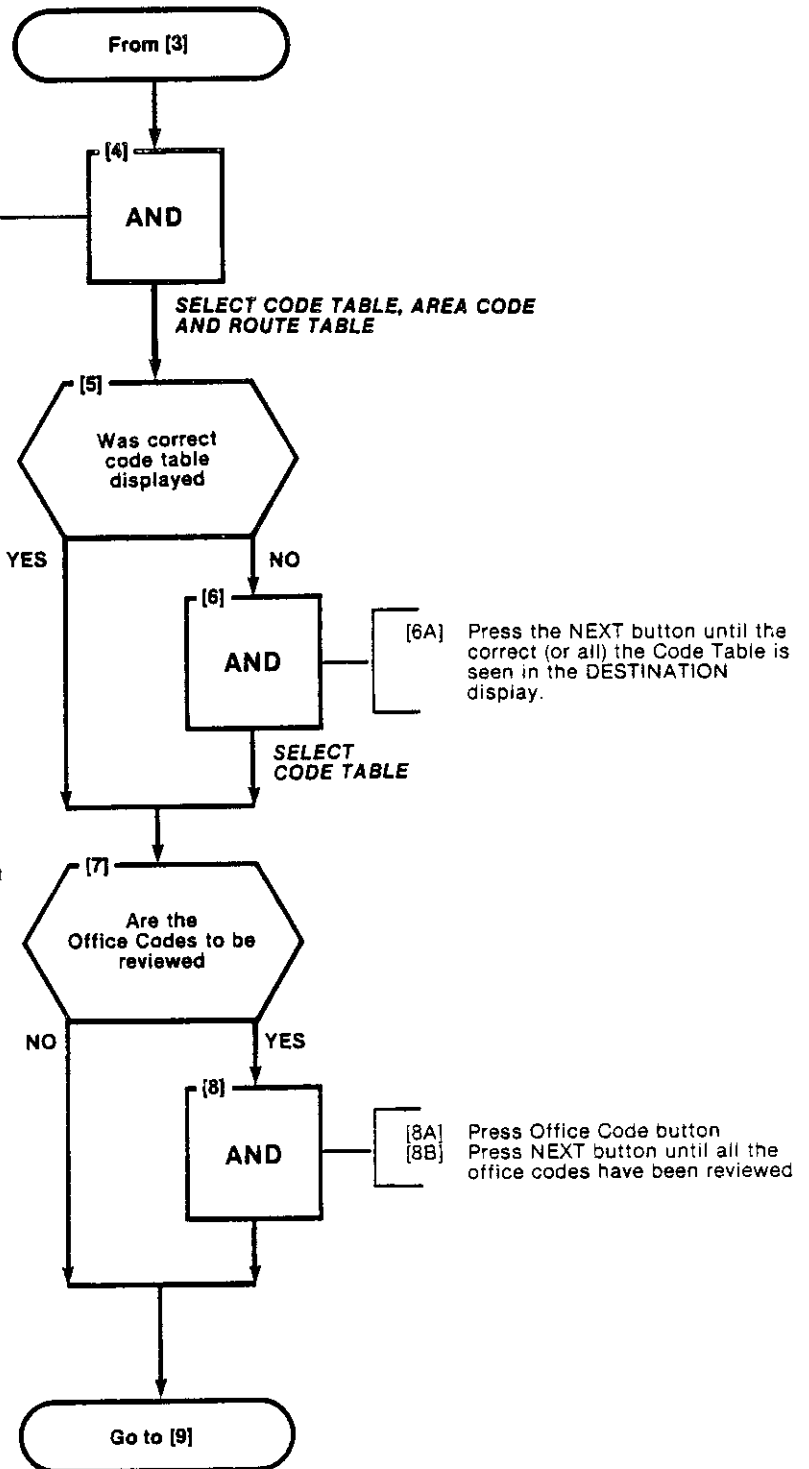 From [3]
[4]
AND
SELECT CODE TABLE, AREA CODE
AND ROUTE TABLE
[5]
Was correct
code table
displayed
YES
NO
[6]
AND
[6A] Press the NEXT button until the
correct (or all) the Code Table is
seen in the DESTINATION
display.
SELECT
CODE TABLE
[7]
Are the
Office Codes to be
reviewed
NO
YES
[8]
AND
[8A] Press Office Code button
[8B] Press NEXT button until all the
office codes have been reviewed
Go to [9]